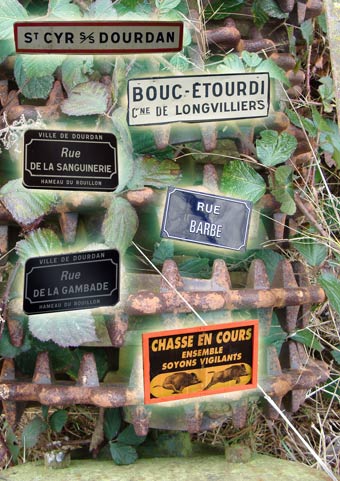 ST CYR S/S DOURDAN
BOUC-ÉTOURDI
CNE DE LONGVILLIERS
VILLE DE DOURDAN
Rue
DE LA SANGUINERIE
HAMEAU DU ROUILLON
RUE
BARBE
VILLE DE DOURDAN
Rue
DE LA GAMBADE
HAMEAU DU ROUILLON
CHASSE EN COURS
ENSEMBLE
SOYONS VIGILANTS